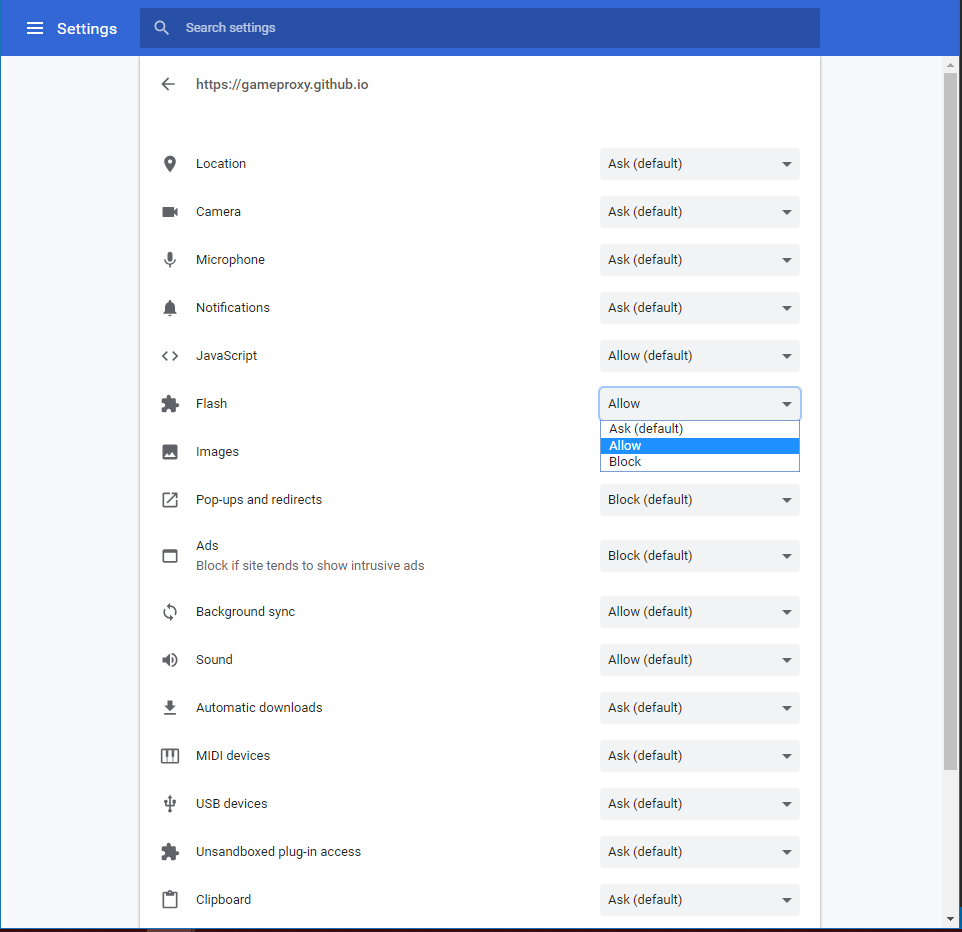 Settings
Search settings
https://gameproxy.github.io
Location Ask (default)
Camera Ask (default)
Microphone Ask (default)
Notifications Ask (default)
JavaScript Allow (default)
Flash Allow
Ask (default)
Allow
Images
Block
Pop-ups and redirects Block (default)
Ads
Block if site tends to show intrusive ads Block (default)
Background sync Allow (default)
Sound Allow (default)
Automatic downloads Ask (default)
MIDI devices Ask (default)
USB devices Ask (default)
Unsandboxed plug-in access Ask (default)
Clipboard Ask (default)